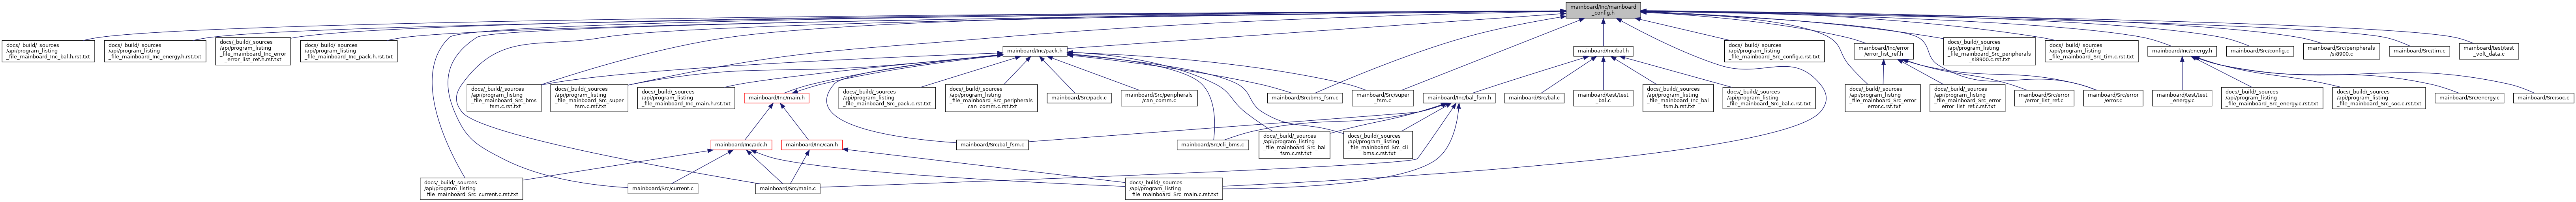 mainboard/Inc/mainboard
_config.h
docs/_build/_sources
/api/program_listing
_file_mainboard_Inc_bal.h.rst.txt
docs/_build/_sources
/api/program_listing
_file_mainboard_Inc_energy.h.rst.txt
docs/_build/_sources
/api/program_listing
_file_mainboard_Inc_error
_error_list_ref.h.rst.txt
docs/_build/_sources
/api/program_listing
_file_mainboard_Inc_pack.h.rst.txt
mainboard/Inc/pack.h
mainboard/Inc/bal.h
docs/_build/_sources
/api/program_listing
_file_mainboard_Src_config.c.rst.txt
mainboard/Inc/error
/error_list_ref.h
docs/_build/_sources
/api/program_listing
_file_mainboard_Src_peripherals
_si8900.c.rst.txt
docs/_build/_sources
/api/program_listing
_file_mainboard_Src_tim.c.rst.txt
mainboard/Inc/energy.h
mainboard/Src/config.c
mainboard/Src/peripherals
/si8900.c
mainboard/Src/tim.c
mainboard/test/test
_volt_data.c
docs/_build/_sources
/api/program_listing
_file_mainboard_Src_bms
_fsm.c.rst.txt
docs/_build/_sources
/api/program_listing
_file_mainboard_Src_super
_fsm.c.rst.txt
docs/_build/_sources
/api/program_listing
_file_mainboard_Inc_main.h.rst.txt
mainboard/Inc/main.h
docs/_build/_sources
/api/program_listing
_file_mainboard_Src_pack.c.rst.txt
docs/_build/_sources
/api/program_listing
_file_mainboard_Src_peripherals
_can_comm.c.rst.txt
mainboard/Src/pack.c
mainboard/Src/peripherals
/can_comm.c
mainboard/Src/bms_fsm.c
mainboard/Src/super
_fsm.c
mainboard/Inc/bal_fsm.h
mainboard/Src/bal.c
mainboard/test/test
_bal.c
docs/_build/_sources
/api/program_listing
_file_mainboard_Inc_bal
_fsm.h.rst.txt
docs/_build/_sources
/api/program_listing
_file_mainboard_Src_bal.c.rst.txt
docs/_build/_sources
/api/program_listing
_file_mainboard_Src_error
_error.c.rst.txt
docs/_build/_sources
/api/program_listing
_file_mainboard_Src_error
_error_list_ref.c.rst.txt
mainboard/Src/error
/error_list_ref.c
mainboard/Src/error
/error.c
mainboard/test/test
_energy.c
docs/_build/_sources
/api/program_listing
_file_mainboard_Src_energy.c.rst.txt
docs/_build/_sources
/api/program_listing
_file_mainboard_Src_soc.c.rst.txt
mainboard/Src/energy.c
mainboard/Src/soc.c
mainboard/Inc/adc.h
mainboard/Inc/can.h
mainboard/Src/bal_fsm.c
mainboard/Src/cli_bms.c
docs/_build/_sources
/api/program_listing
_file_mainboard_Src_bal
_fsm.c.rst.txt
docs/_build/_sources
/api/program_listing
_file_mainboard_Src_cli
_bms.c.rst.txt
docs/_build/_sources
/api/program_listing
_file_mainboard_Src_current.c.rst.txt
mainboard/Src/current.c
mainboard/Src/main.c
docs/_build/_sources
/api/program_listing
_file_mainboard_Src_main.c.rst.txt